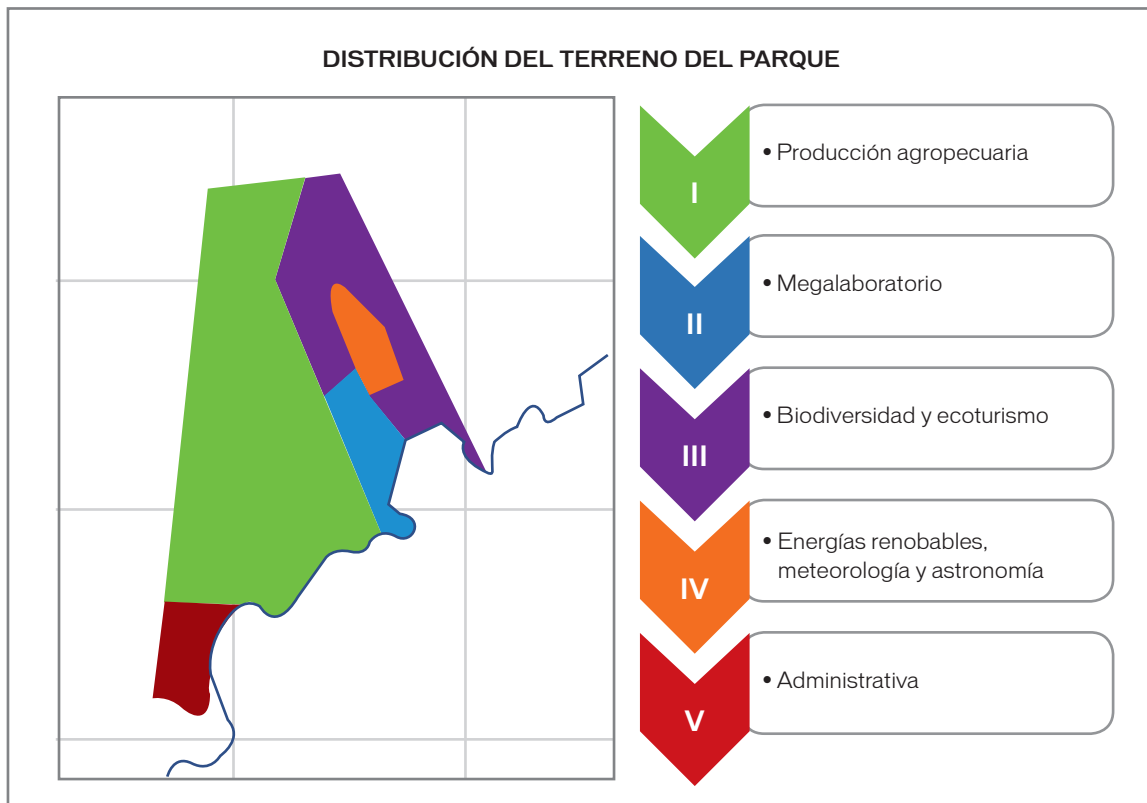 DISTRIBUCIÓN DEL TERRENO DEL PARQUE
I
• Producción agropecuaria
II
• Megalaboratorio
III
• Biodiversidad y ecoturismo
IV
• Energías renobables,
meteorología y astronomía
V
• Administrativa